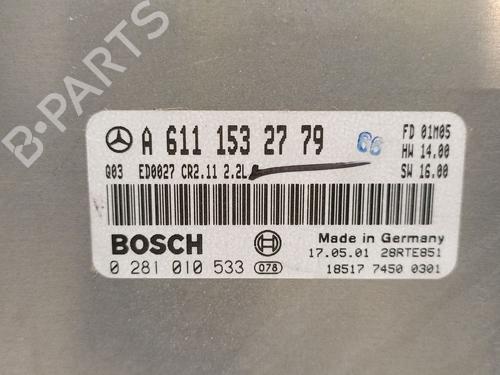 B-PARTS
A 611 153 27 79
66
FD 01M05
HW 14.00
SW 16.00
Q03 ED0027 CR2.11 2.2L
BOSCH
0 281 010 533 078
Made in Germany
17.05.01 28RTE851
18517 7450 0301